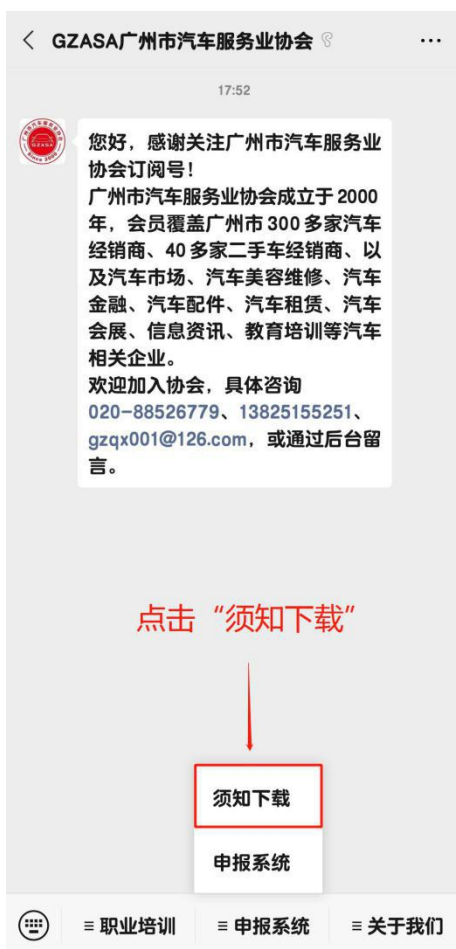 GZASA广州市汽车服务业协会
17:52
您好，感谢关注广州市汽车服务业
协会订阅号！
广州市汽车服务业协会成立于2000
年，会员覆盖广州市300多家汽车
经销商、40多家二手车经销商、以
及汽车市场、汽车美容维修、汽车
金融、汽车配件、汽车租赁、汽车
会展、信息资讯、教育培训等汽车
相关企业。
欢迎加入协会，具体咨询
020-88526779、13825155251、
gzqx001@126.com，或通过后台留
言。
点击“须知下载”
须知下载
申报系统
职业培训 申报系统 关于我们